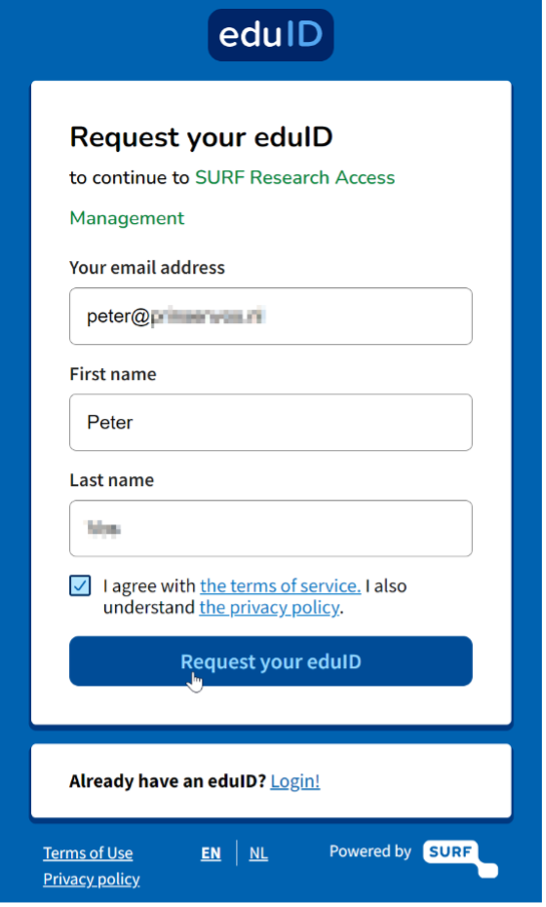 eduID
Request your eduID
to continue to SURF Research Access
Management
Your email address
peter@
First name
Peter
Last name
I agree with the terms of service. I also
understand the privacy policy.
Request your eduID
Already have an eduID? Login!
Terms of Use
EN | NL
Powered by SURF
Privacy policy